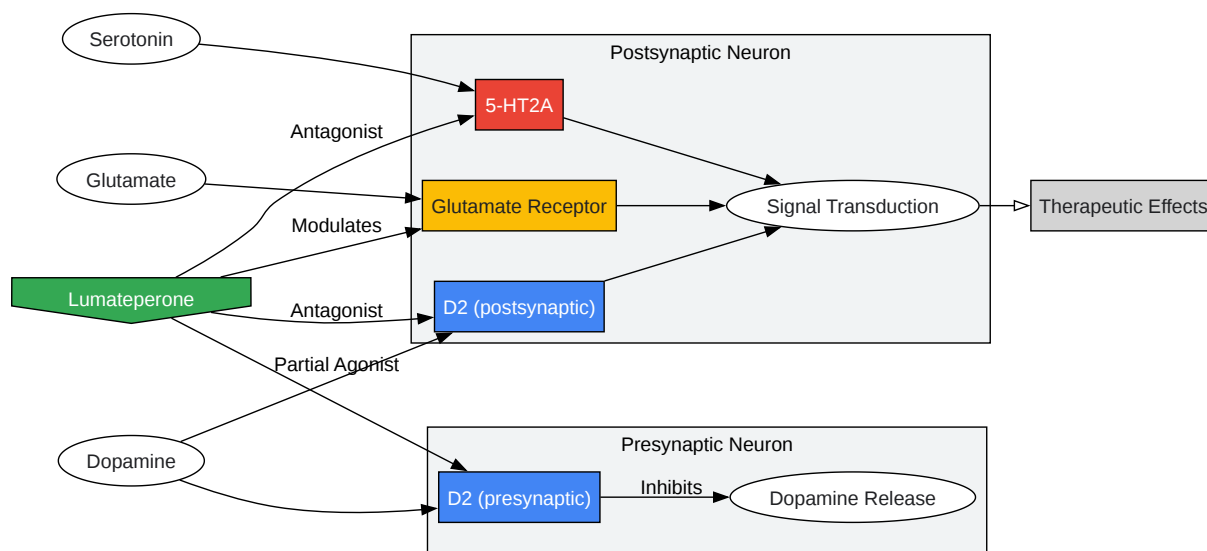 Serotonin
Postsynaptic Neuron
5-HT2A
Antagonist
Glutamate
Glutamate Receptor
Signal Transduction
Therapeutic Effects
Modulates
Lumateperone
Antagonist
D2 (postsynaptic)
Partial Agonist
Presynaptic Neuron
Dopamine
D2 (presynaptic)
Inhibits
Dopamine Release